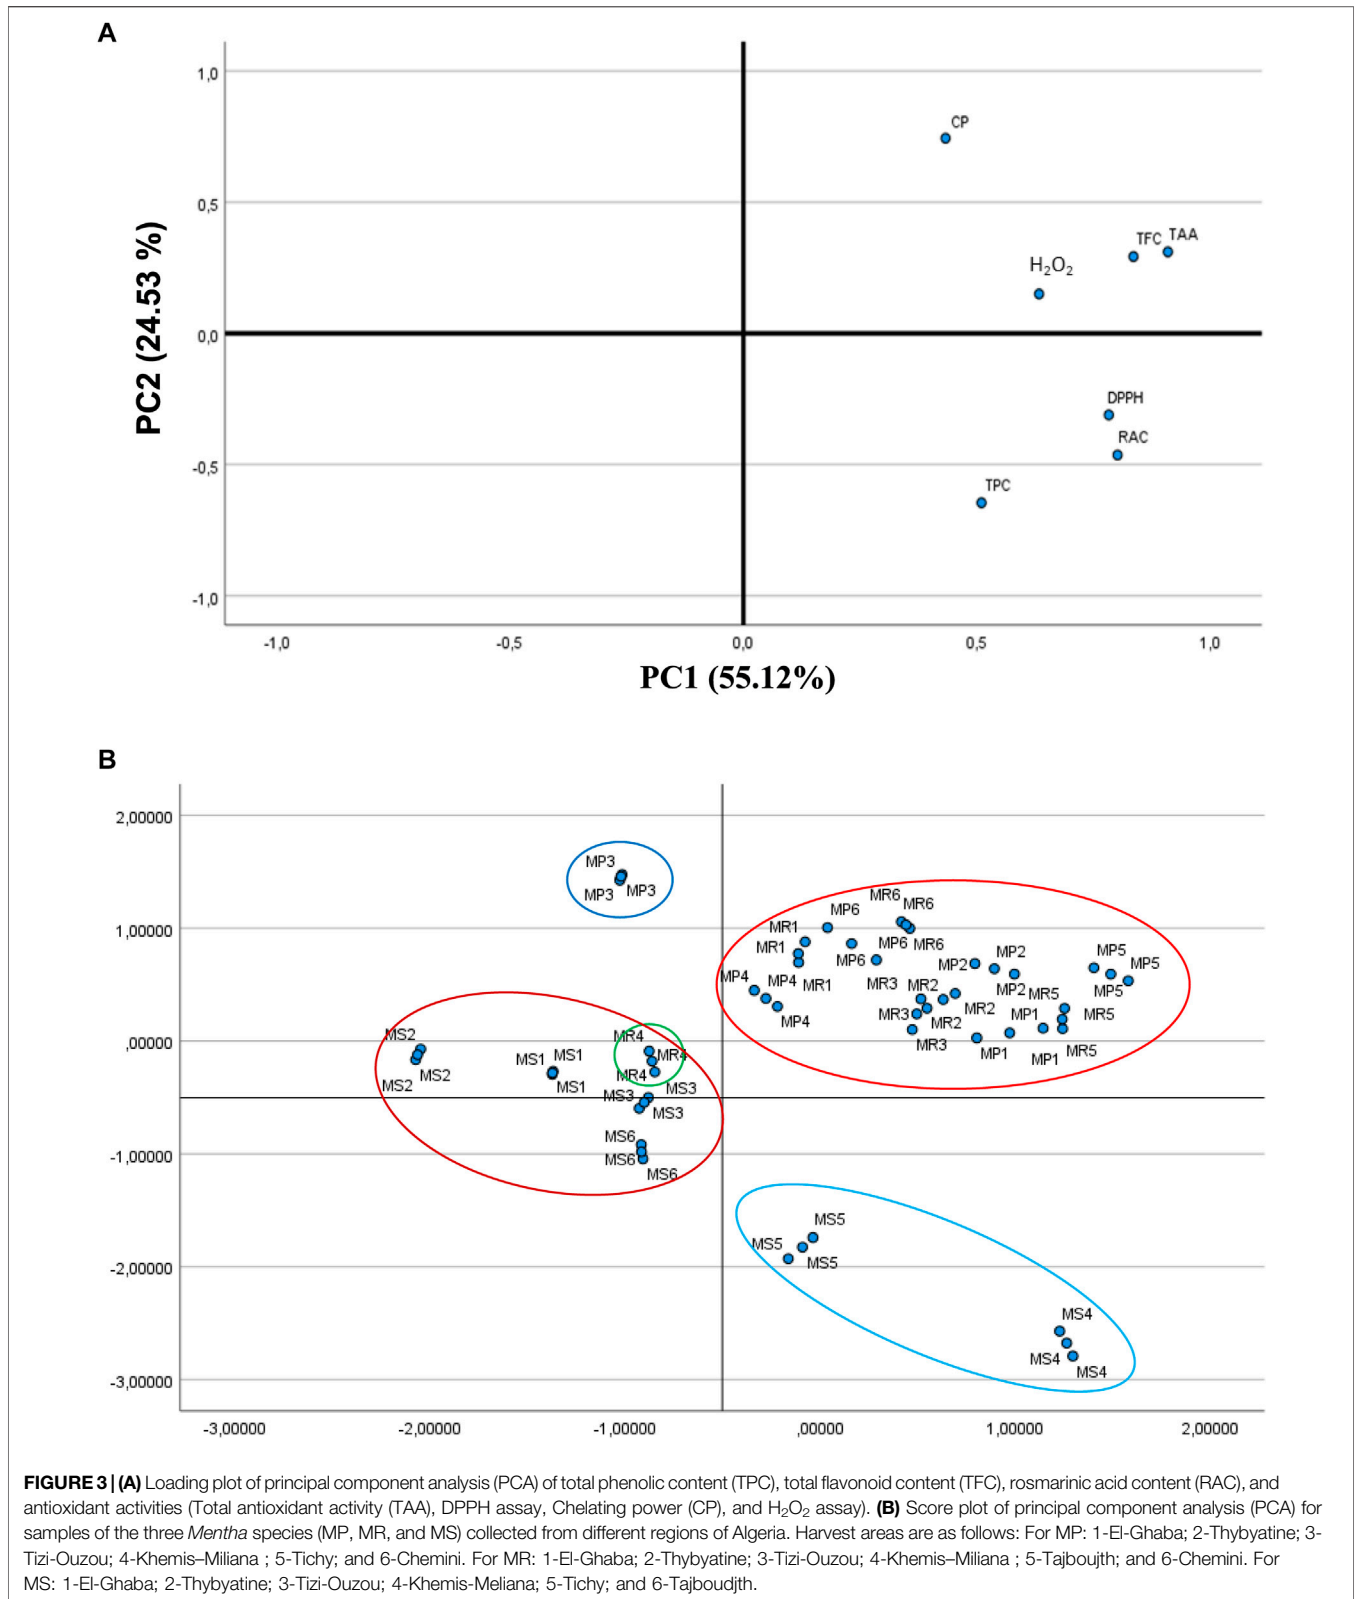 A
1,0
0,5
0,0
-0,5
-1,0
PC2 (24.53 %)
CP
TFC TAA
H₂O₂
DPPH
RAC
TPC
-1,0 -0,5 0,0 0,5 1,0
PC1 (55.12%)
B
2,00000
1,00000
,00000
-1,00000
-2,00000
-3,00000
MP3
MP3 MP3
MR6 MR6
MP6
MR1
MP6 MR6
MR1
MP6
MP2 MP2
MP5
MP5
MP4 MP4 MR1
MR3 MR2
MP2 MR5 MP5
MP4
MR3 MR2 MR2 MP1 MR5
MR3 MP1 MP1 MR5
MS2
MS2 MS2
MS1 MS1
MS1
MR4
MR4
MR4
MS3 MS3
MS3
MS6
MS6 MS6
MS5
MS5
MS5
MS4
MS4 MS4
-3,00000 -2,00000 -1,00000 ,00000 1,00000 2,00000
FIGURE 3 | (A) Loading plot of principal component analysis (PCA) of total phenolic content (TPC), total flavonoid content (TFC), rosmarinic acid content (RAC), and
antioxidant activities (Total antioxidant activity (TAA), DPPH assay, Chelating power (CP), and H₂O₂ assay). (B) Score plot of principal component analysis (PCA) for
samples of the three Mentha species (MP, MR, and MS) collected from different regions of Algeria. Harvest areas are as follows: For MP: 1-El-Ghaba; 2-Thybyatine; 3-
Tizi-Ouzou; 4-Khemis–Miliana ; 5-Tichy; and 6-Chemini. For MR: 1-El-Ghaba; 2-Thybyatine; 3-Tizi-Ouzou; 4-Khemis–Miliana ; 5-Tajboujth; and 6-Chemini. For
MS: 1-El-Ghaba; 2-Thybyatine; 3-Tizi-Ouzou; 4-Khemis-Meliana; 5-Tichy; and 6-Tajboudjth.